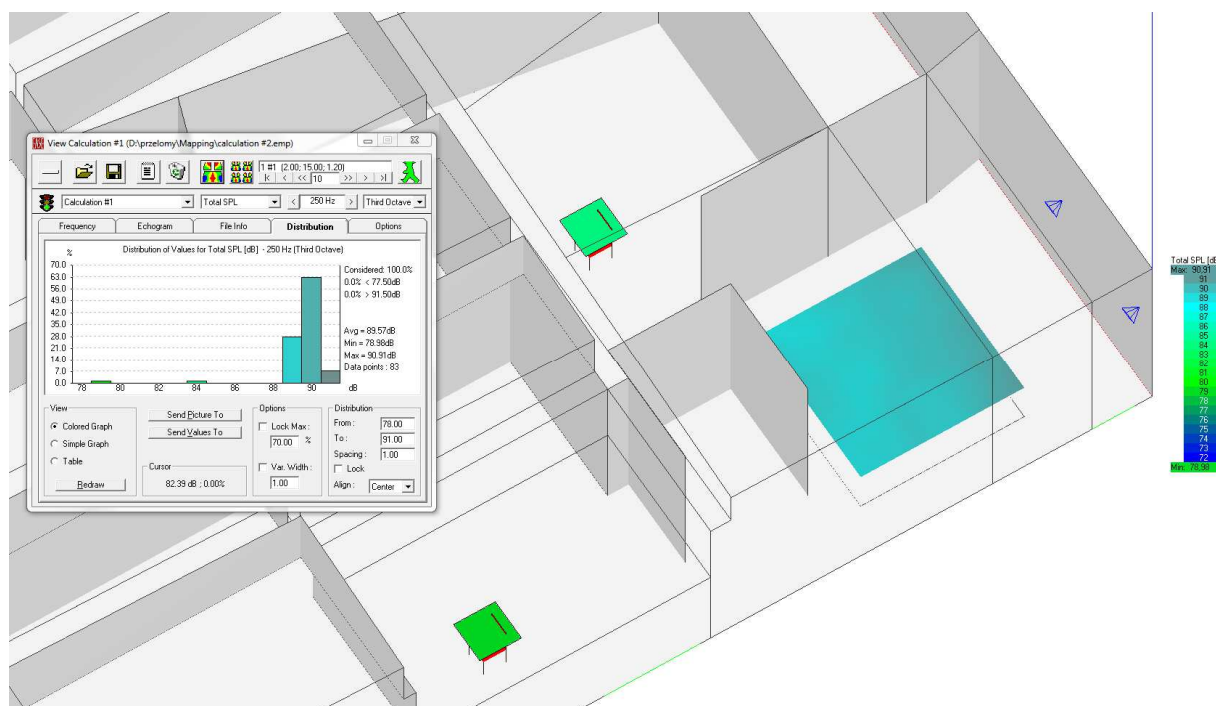 View Calculation #1 (D:\przelomy\Mapping\calculation #2.emp)
1 #1 (2.00; 15.00; 1.20)
|< < << 10 >> > >|
Calculation #1 Total SPL < 250 Hz > Third Octave
Frequency Echogram File Info Distribution Options
Distribution of Values for Total SPL [dB] - 250 Hz (Third Octave)
%
70.0
63.0
56.0
49.0
42.0
35.0
28.0
21.0
14.0
7.0
0.0
78 80 82 84 86 88 90 dB
Considered: 100.0%
0.0% < 77.50dB
0.0% > 91.50dB
Avg = 89.57dB
Min = 78.98dB
Max = 90.91dB
Data points : 83
View
Colored Graph
Simple Graph
Table
Redraw
Send Picture To
Send Values To
Cursor
82.39 dB ; 0.00%
Options
Lock Max :
70.00 %
Var. Width :
1.00
Distribution
From : 78.00
To : 91.00
Spacing : 1.00
Lock
Align : Center
Total SPL [dB
Max: 90.91
91
90
89
88
87
86
85
84
83
82
81
80
79
78
77
76
75
74
73
72
Min: 78.98